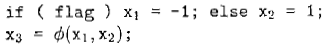 if ( flag ) x₁ = -1; else x₂ = 1;
x₃ = ϕ(x₁,x₂);